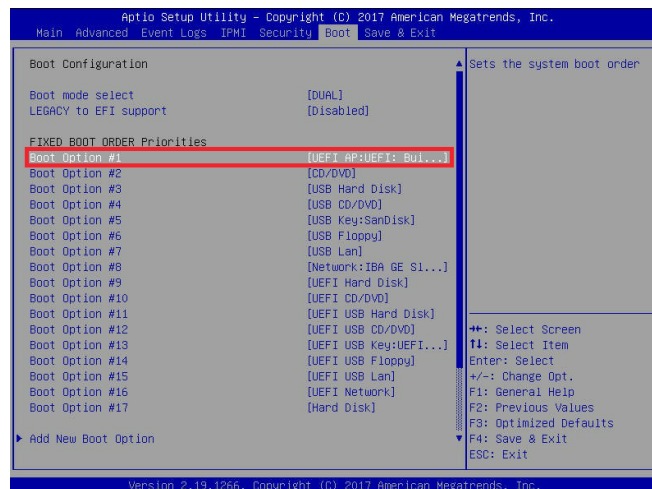 Aptio Setup Utility – Copyright (C) 2017 American Megatrends, Inc.
Main Advanced Event Logs IPMI Security Boot Save & Exit
Boot Configuration
Boot mode select [DUAL]
LEGACY to EFI support [Disabled]
FIXED BOOT ORDER Priorities
Boot Option #1 [UEFI AP:UEFI: Bui...]
Boot Option #2 [CD/DVD]
Boot Option #3 [USB Hard Disk]
Boot Option #4 [USB CD/DVD]
Boot Option #5 [USB Key:SanDisk]
Boot Option #6 [USB Floppy]
Boot Option #7 [USB Lan]
Boot Option #8 [Network:IBA GE Sl...]
Boot Option #9 [UEFI Hard Disk]
Boot Option #10 [UEFI CD/DVD]
Boot Option #11 [UEFI USB Hard Disk]
Boot Option #12 [UEFI USB CD/DVD]
Boot Option #13 [UEFI USB Key:UEFI...]
Boot Option #14 [UEFI USB Floppy]
Boot Option #15 [UEFI USB Lan]
Boot Option #16 [UEFI Network]
Boot Option #17 [Hard Disk]
Add New Boot Option
Sets the system boot order
→←: Select Screen
↑↓: Select Item
Enter: Select
+/-: Change Opt.
F1: General Help
F2: Previous Values
F3: Optimized Defaults
F4: Save & Exit
ESC: Exit
Version 2.19.1266. Copyright (C) 2017 American Megatrends, Inc.